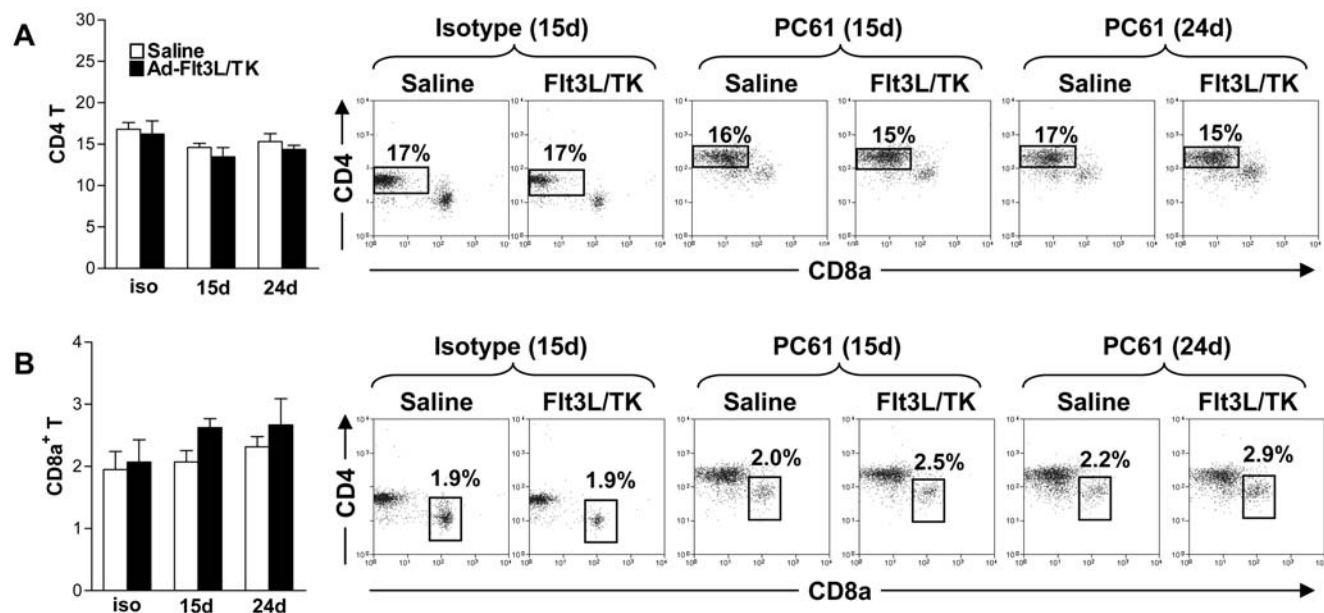 A
CD4 T
30
25
20
15
10
5
0
Saline
Ad-Flt3L/TK
iso 15d 24d
Isotype (15d) PC61 (15d) PC61 (24d)
Saline Flt3L/TK Saline Flt3L/TK Saline Flt3L/TK
CD4
17% 17% 16% 15% 17% 15%
CD8a
B
CD8a⁺ T
4
3
2
1
0
iso 15d 24d
Isotype (15d) PC61 (15d) PC61 (24d)
Saline Flt3L/TK Saline Flt3L/TK Saline Flt3L/TK
CD4
1.9% 1.9% 2.0% 2.5% 2.2% 2.9%
CD8a